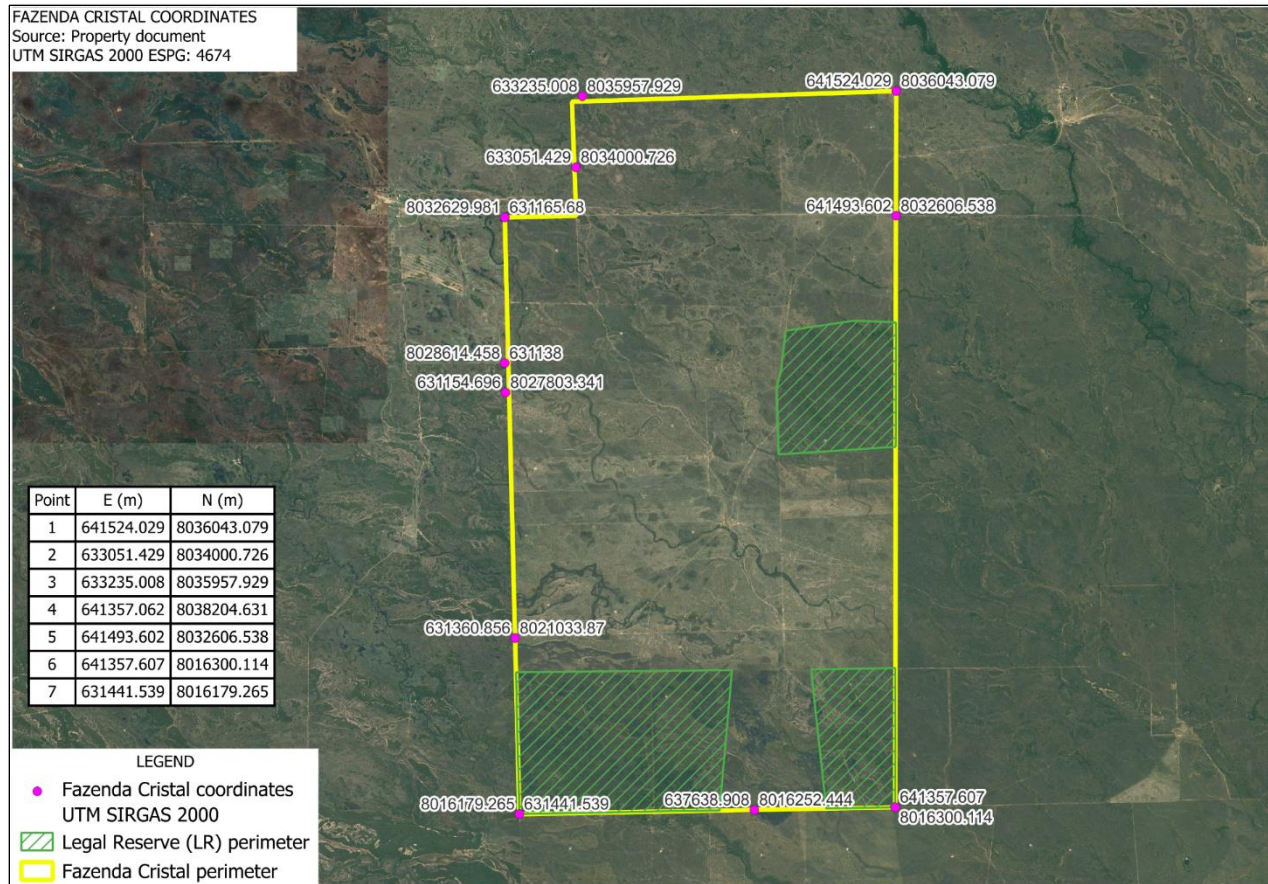 FAZENDA CRISTAL COORDINATES
Source: Property document
UTM SIRGAS 2000 ESPG: 4674
633235.008 8035957.929
641524.029 8036043.079
633051.429 8034000.726
8032629.981 631165.68
641493.602 8032606.538
8028614.458 631138
631154.696 8027803.341
631360.856 8021033.87
8016179.265 631441.539
637638.908 8016252.444
641357.607
8016300.114
Point E (m) N (m)
1 641524.029 8036043.079
2 633051.429 8034000.726
3 633235.008 8035957.929
4 641357.062 8038204.631
5 641493.602 8032606.538
6 641357.607 8016300.114
7 631441.539 8016179.265
LEGEND
Fazenda Cristal coordinates
UTM SIRGAS 2000
Legal Reserve (LR) perimeter
Fazenda Cristal perimeter